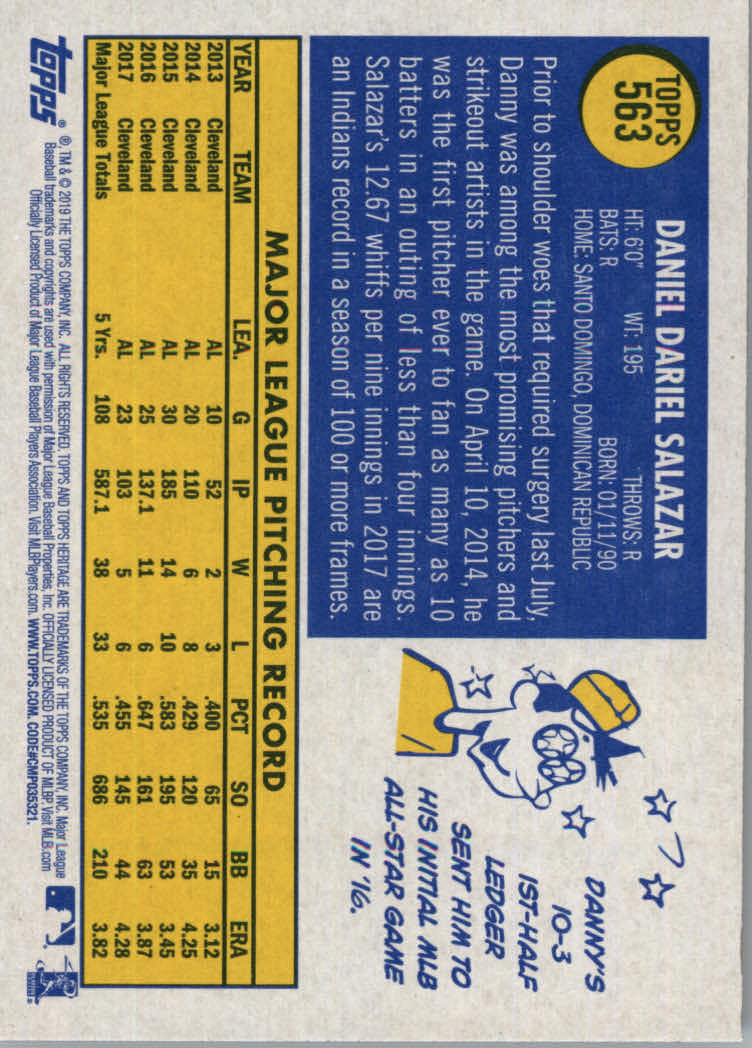 TOPPS
563
DANIEL DARIEL SALAZAR
HT: 6'0" WT: 195 THROWS: R
BATS: R BORN: 01/11/90
HOME: SANTO DOMINGO, DOMINICAN REPUBLIC
Prior to shoulder woes that required surgery last July,
Danny was among the most promising pitchers and
strikeout artists in the game. On April 10, 2014, he
was the first pitcher ever to fan as many as 10
batters in an outing of less than four innings.
Salazar's 12.67 whiffs per nine innings in 2017 are
an Indians record in a season of 100 or more frames.
DANNY'S
10-3
1ST-HALF
LEDGER
SENT HIM TO
HIS INITIAL MLB
ALL-STAR GAME
IN '16.
MAJOR LEAGUE PITCHING RECORD
YEAR TEAM LEA. G IP W L PCT SO BB ERA
2013 Cleveland AL 10 52 2 3 .400 65 15 3.12
2014 Cleveland AL 20 110 6 8 .429 120 35 4.25
2015 Cleveland AL 30 185 14 10 .583 195 53 3.45
2016 Cleveland AL 25 137.1 11 6 .647 161 63 3.87
2017 Cleveland AL 23 103 5 6 .455 145 44 4.28
Major League Totals 5 Yrs. 108 587.1 38 33 .535 686 210 3.82
topps
®, TM & © 2019 THE TOPPS COMPANY, INC. ALL RIGHTS RESERVED. TOPPS AND TOPPS HERITAGE ARE TRADEMARKS OF THE TOPPS COMPANY, INC. Major League
Baseball trademarks and copyrights are used with permission of Major League Baseball Properties, Inc. OFFICIALLY LICENSED PRODUCT OF MLBP. Visit MLB.com
Officially Licensed Product of Major League Baseball Players Association. Visit MLBPlayers.com. WWW.TOPPS.COM. CODE#CMP035321.